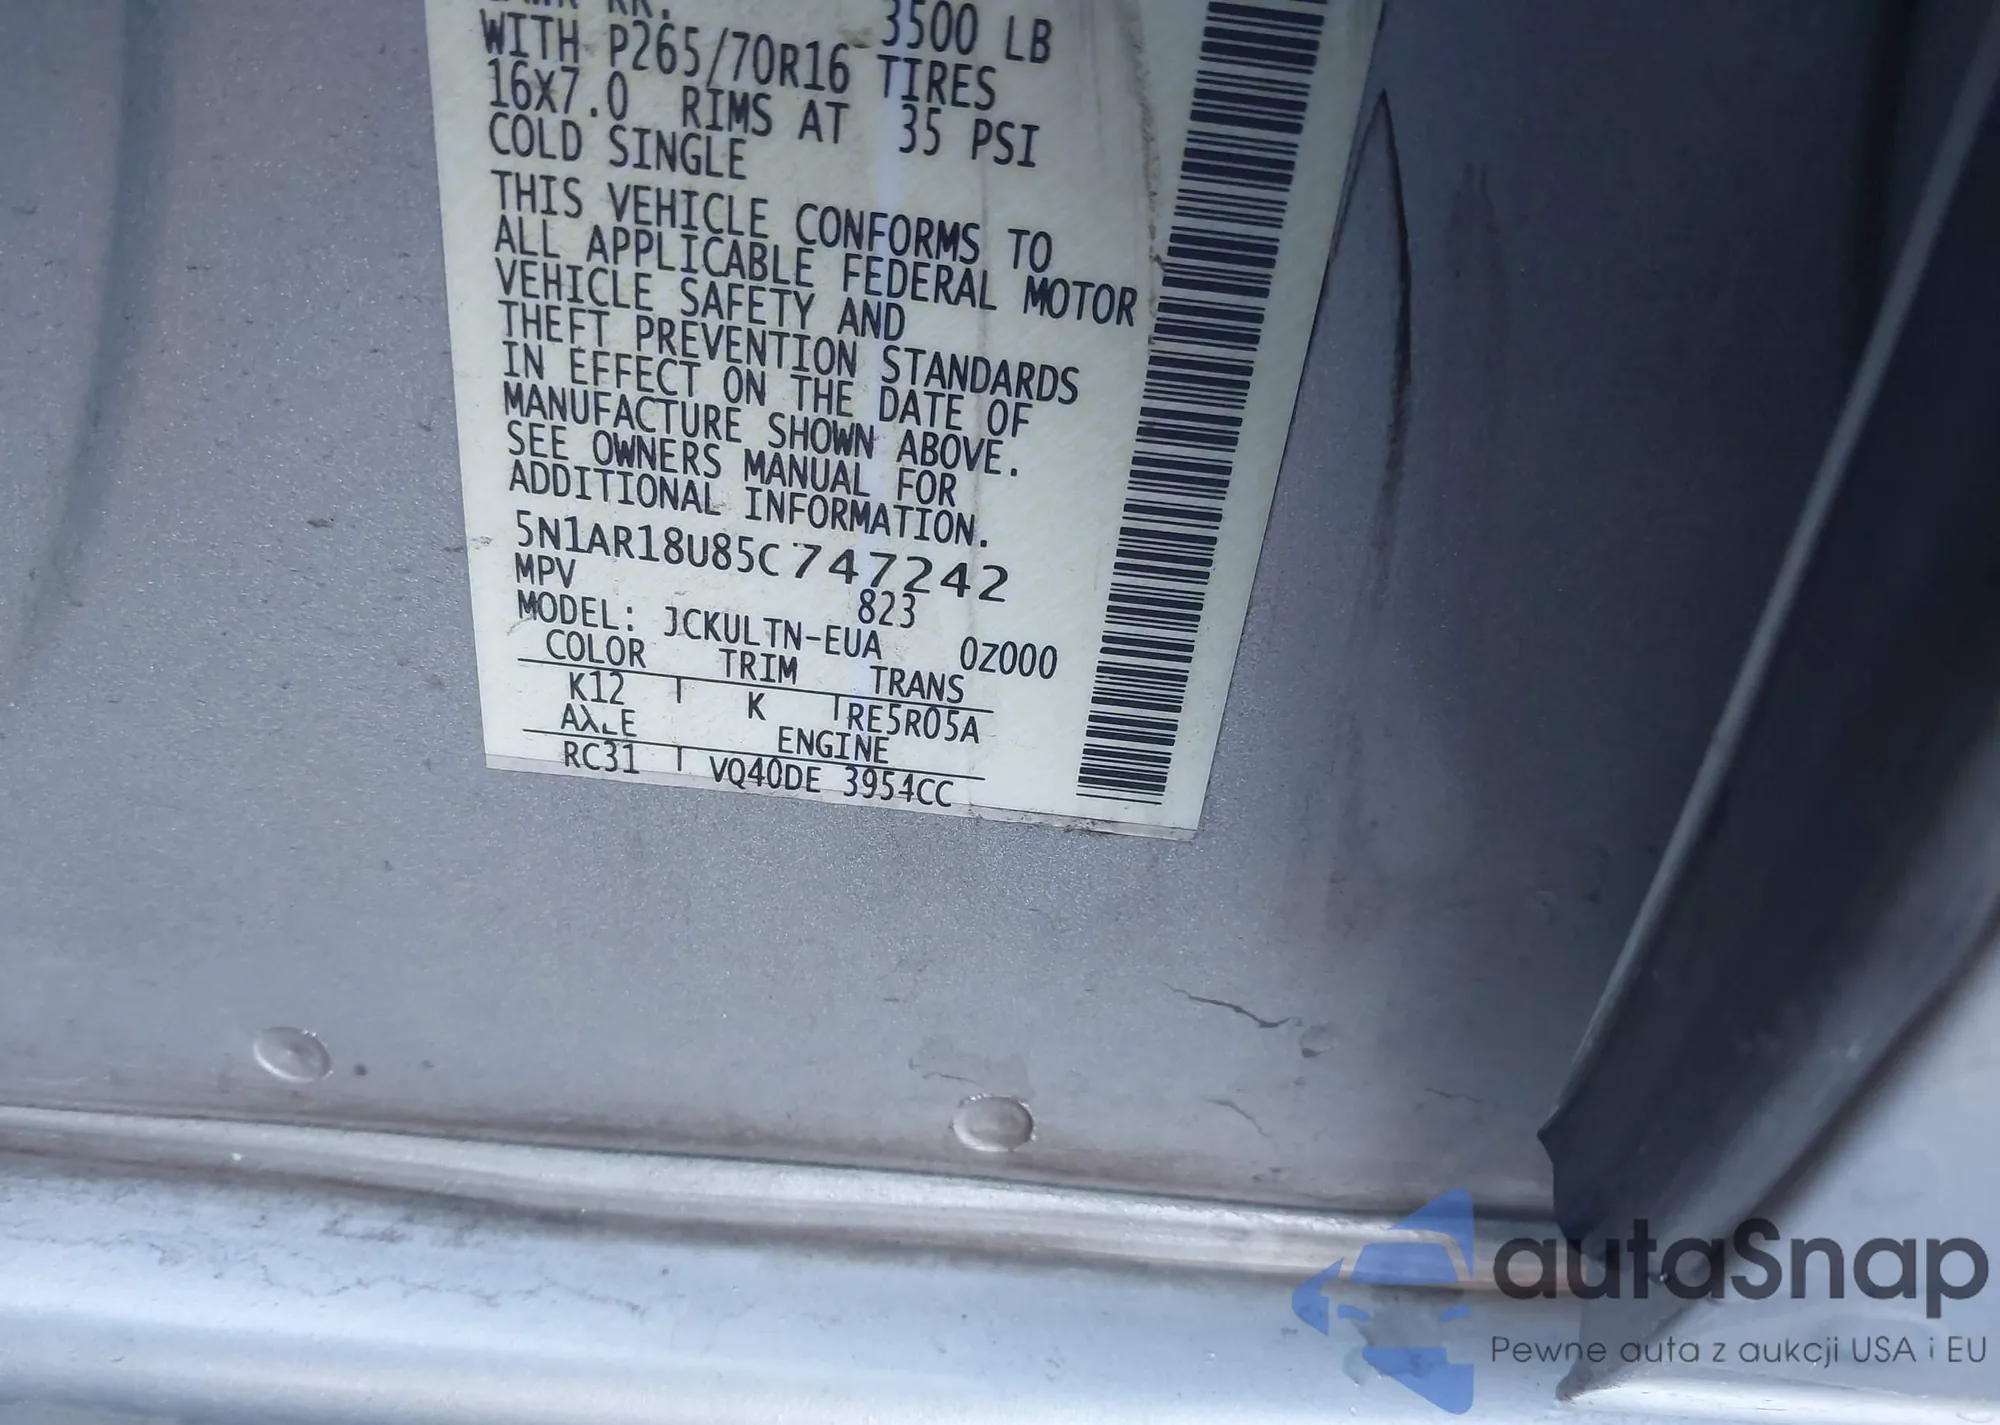 RR. 3500 LB
WITH P265/70R16 TIRES
16X7.0 RIMS AT 35 PSI
COLD SINGLE
THIS VEHICLE CONFORMS TO
ALL APPLICABLE FEDERAL MOTOR
VEHICLE SAFETY AND
THEFT PREVENTION STANDARDS
IN EFFECT ON THE DATE OF
MANUFACTURE SHOWN ABOVE.
SEE OWNERS MANUAL FOR
ADDITIONAL INFORMATION.
5N1AR18U85C747242
MPV 823
MODEL: JCKULTN-EUA 0Z000
COLOR TRIM TRANS
K12 K RE5R05A
AXLE ENGINE
RC31 VQ40DE 3954CC
autaSnap
Pewne auta z aukcji USA i EU